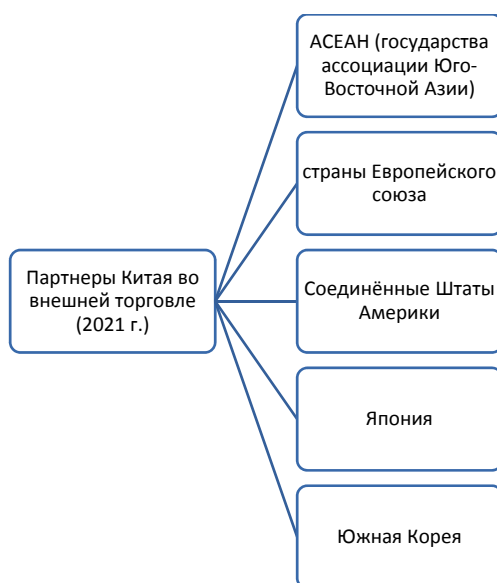 АСЕАН (государства
ассоциации Юго-
Восточной Азии)
страны Европейского
союза
Партнеры Китая во
внешней торговле
(2021 г.)
Соединённые Штаты
Америки
Япония
Южная Корея